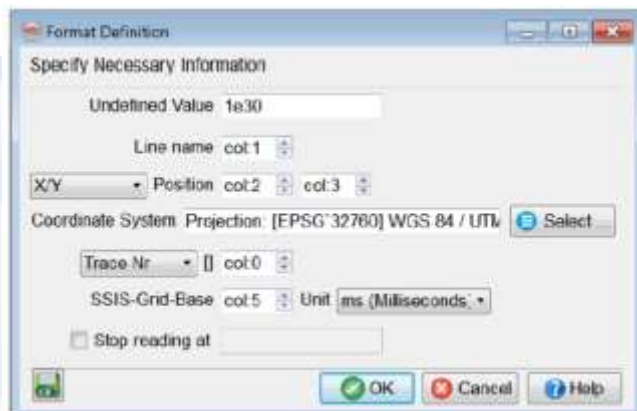 Format Definition
Specify Necessary Information
Undefined Value 1e30
Line name col:1
X/Y Position col:2 col:3
Coordinate System Projection: [EPSG`32760] WGS 84 / UTM Select ...
Trace Nr [] col:0
SSIS-Grid-Base col:5 Unit ms (Milliseconds)
Stop reading at
OK Cancel Help